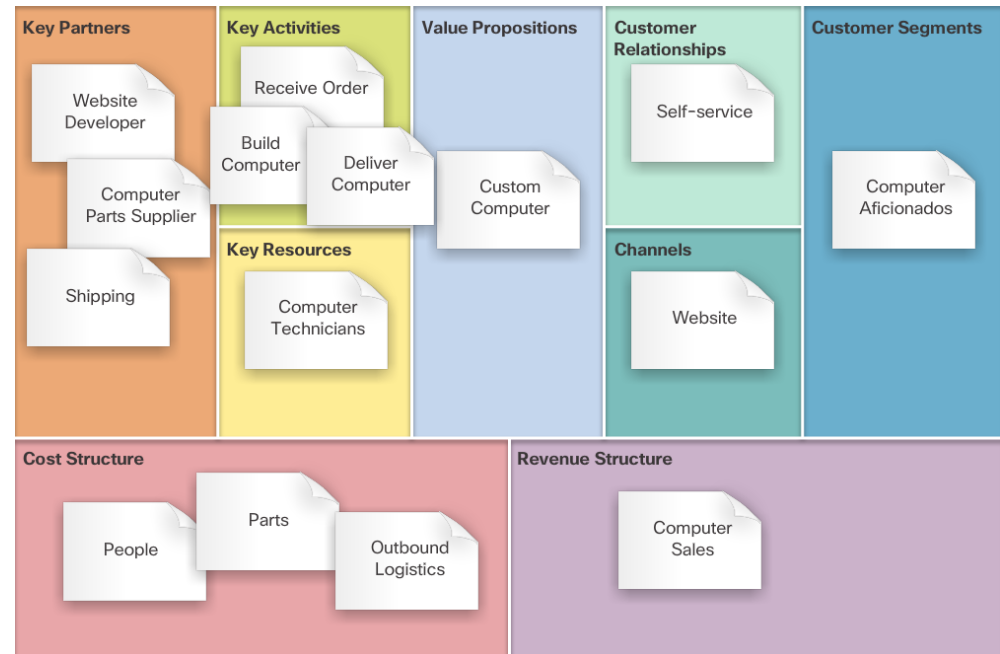 Key Partners
Website
Developer
Computer
Parts Supplier
Shipping
Key Activities
Receive Order
Build
Computer
Deliver
Computer
Key Resources
Computer
Technicians
Value Propositions
Custom
Computer
Customer
Relationships
Self-service
Channels
Website
Customer Segments
Computer
Aficionados
Cost Structure
People
Parts
Outbound
Logistics
Revenue Structure
Computer
Sales